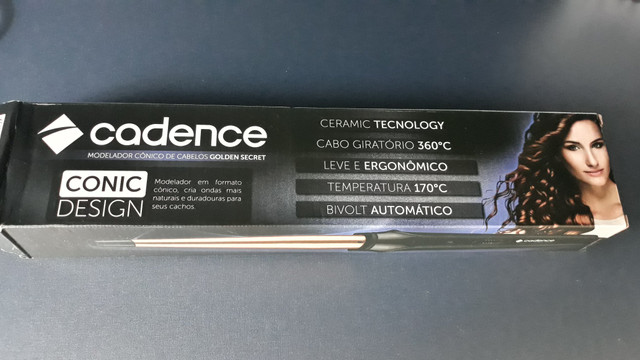 cadence
MODELADOR CÔNICO DE CABELOS GOLDEN SECRET
CONIC
DESIGN
Modelador em formato
cônico, cria ondas mais
naturais e duradouras para
seus cachos.
CERAMIC TECNOLOGY
CABO GIRATÓRIO 360°C
LEVE E ERGONÔMICO
TEMPERATURA 170°C
BIVOLT AUTOMÁTICO
cadence